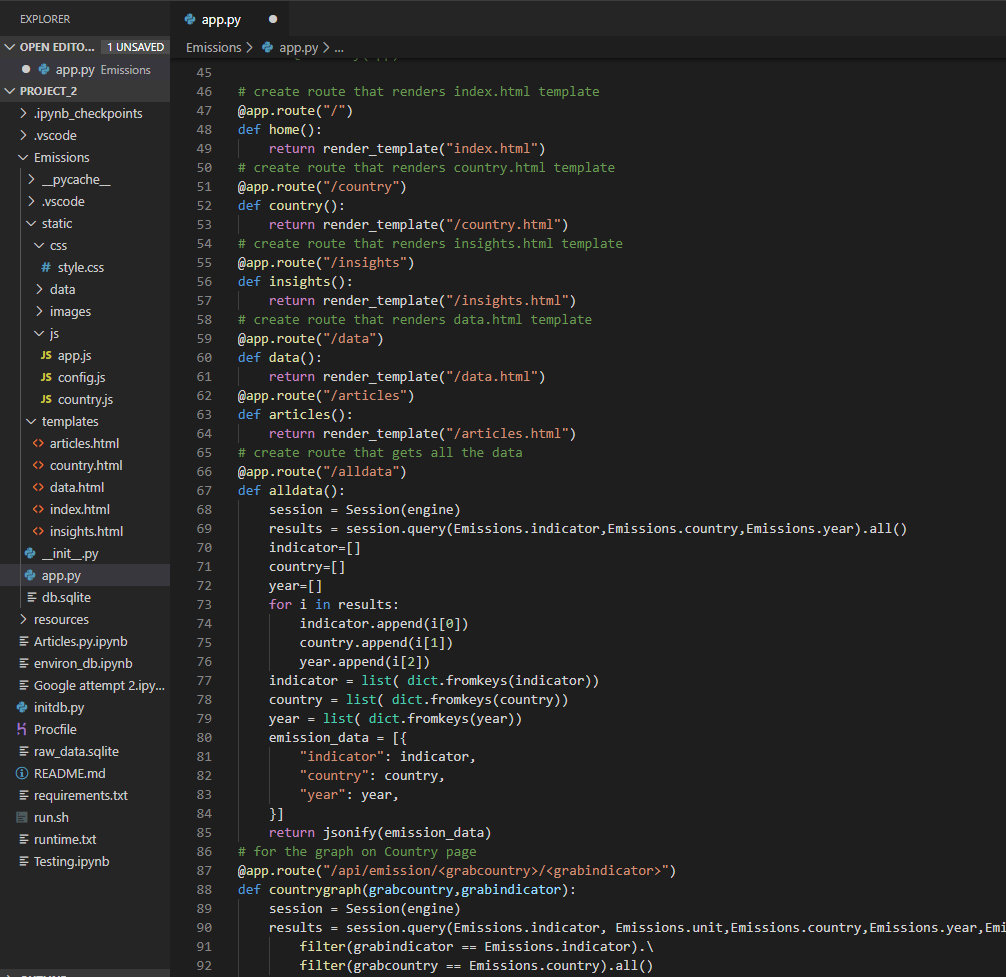 EXPLORER
OPEN EDITO... 1 UNSAVED
app.py Emissions
PROJECT_2
.ipynb_checkpoints
.vscode
Emissions
__pycache__
.vscode
static
css
# style.css
data
images
js
JS app.js
JS config.js
JS country.js
templates
<> articles.html
<> country.html
<> data.html
<> index.html
<> insights.html
__init__.py
app.py
db.sqlite
resources
Articles.py.ipynb
environ_db.ipynb
Google attempt 2.ipy...
initdb.py
Procfile
raw_data.sqlite
README.md
requirements.txt
run.sh
runtime.txt
Testing.ipynb
app.py
Emissions > app.py > ...
45
46 # create route that renders index.html template
47 @app.route("/")
48 def home():
49     return render_template("index.html")
50 # create route that renders country.html template
51 @app.route("/country")
52 def country():
53     return render_template("/country.html")
54 # create route that renders insights.html template
55 @app.route("/insights")
56 def insights():
57     return render_template("/insights.html")
58 # create route that renders data.html template
59 @app.route("/data")
60 def data():
61     return render_template("/data.html")
62 @app.route("/articles")
63 def articles():
64     return render_template("/articles.html")
65 # create route that gets all the data
66 @app.route("/alldata")
67 def alldata():
68     session = Session(engine)
69     results = session.query(Emissions.indicator,Emissions.country,Emissions.year).all()
70     indicator=[]
71     country=[]
72     year=[]
73     for i in results:
74         indicator.append(i[0])
75         country.append(i[1])
76         year.append(i[2])
77     indicator = list( dict.fromkeys(indicator))
78     country = list( dict.fromkeys(country))
79     year = list( dict.fromkeys(year))
80     emission_data = [{
81         "indicator": indicator,
82         "country": country,
83         "year": year,
84     }]
85     return jsonify(emission_data)
86 # for the graph on Country page
87 @app.route("/api/emission/<grabcountry>/<grabindicator>")
88 def countrygraph(grabcountry,grabindicator):
89     session = Session(engine)
90     results = session.query(Emissions.indicator, Emissions.unit,Emissions.country,Emissions.year,Emi
91         filter(grabindicator == Emissions.indicator).\
92         filter(grabcountry == Emissions.country).all()